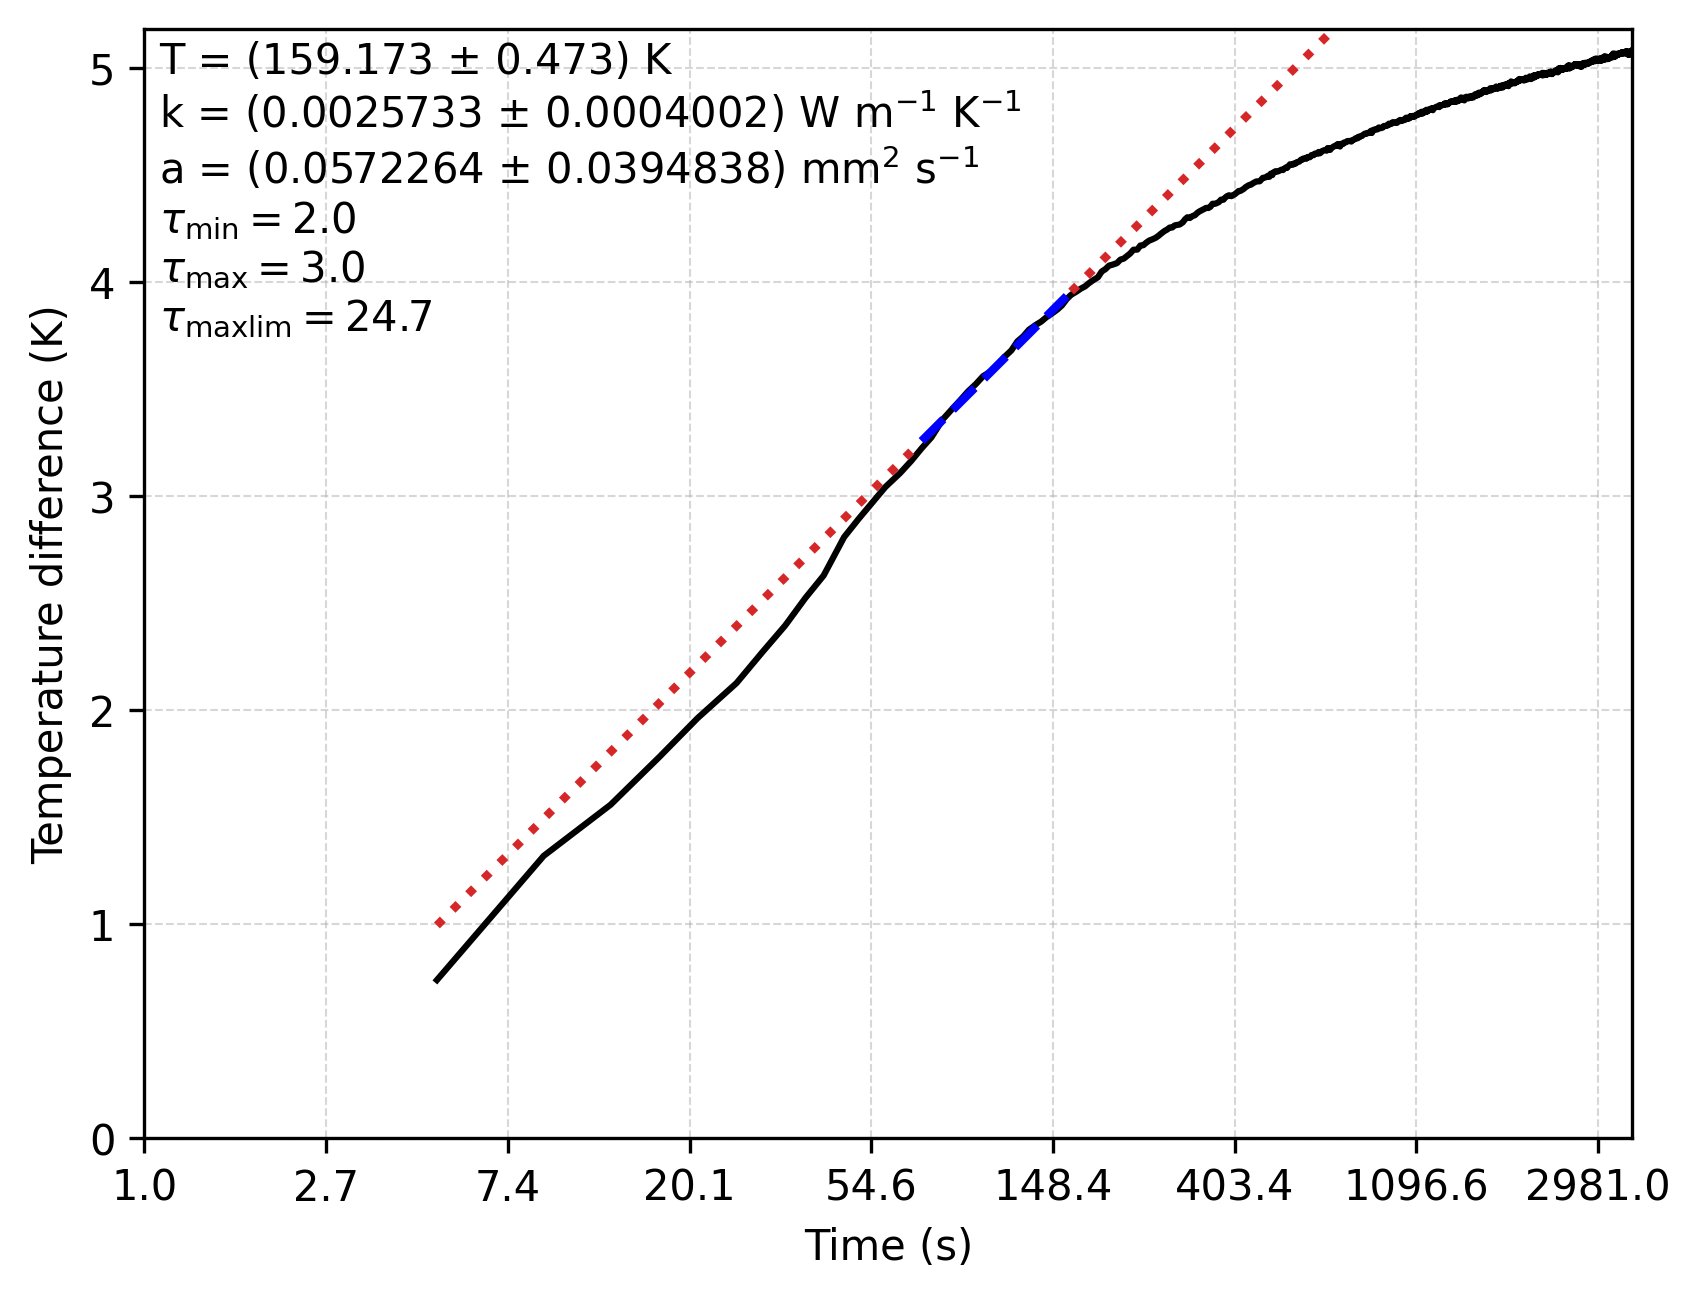 T = (159.173 ± 0.473) K
k = (0.0025733 ± 0.0004002) W m⁻¹ K⁻¹
a = (0.0572264 ± 0.0394838) mm² s⁻¹
τmin = 2.0
τmax = 3.0
τmaxlim = 24.7
Temperature difference (K)
5
4
3
2
1
0
1.0 2.7 7.4 20.1 54.6 148.4 403.4 1096.6 2981.0
Time (s)